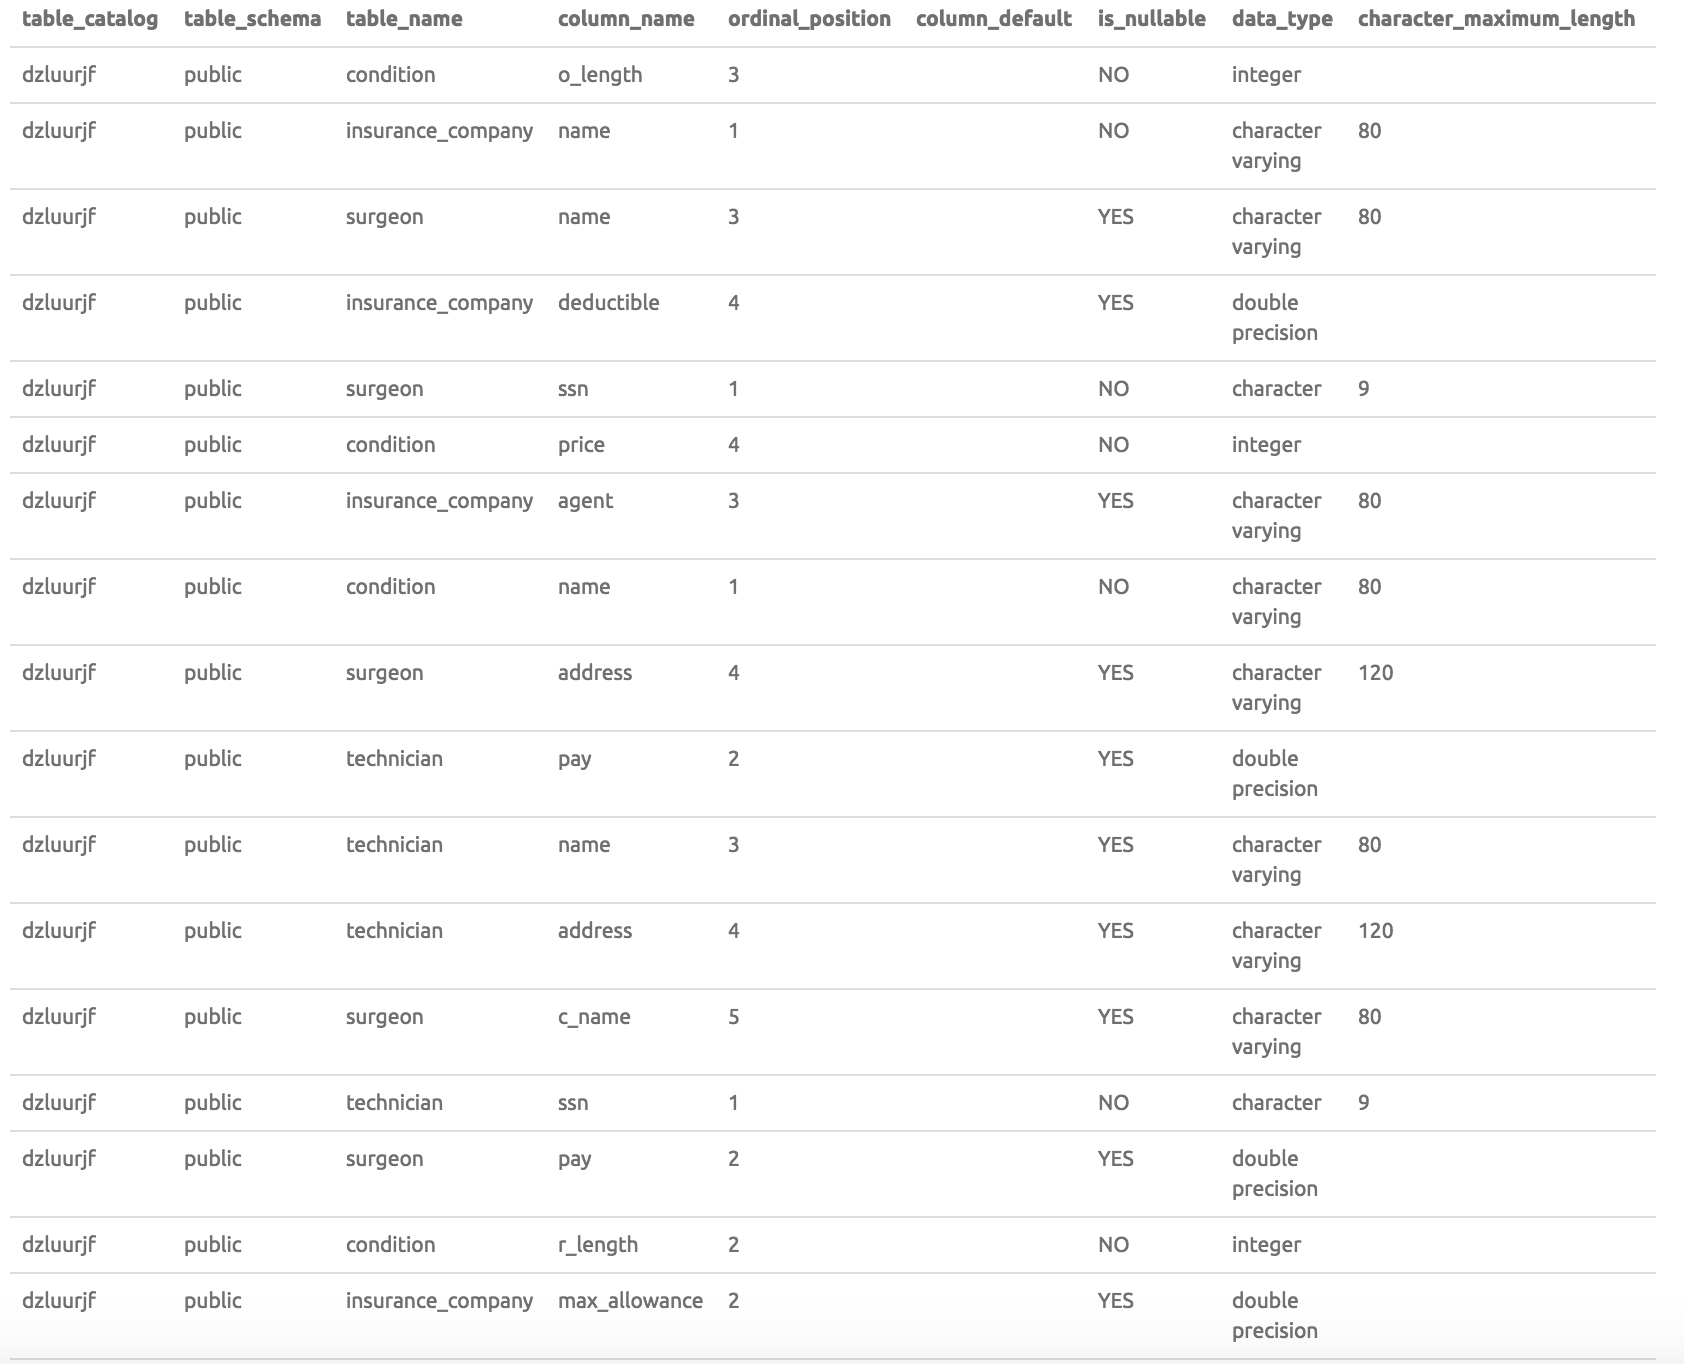 table_catalog table_schema table_name column_name ordinal_position column_default is_nullable data_type character_maximum_length
dzluurjf public condition o_length 3 NO integer
dzluurjf public insurance_company name 1 NO character 80
varying
dzluurjf public surgeon name 3 YES character 80
varying
dzluurjf public insurance_company deductible 4 YES double
precision
dzluurjf public surgeon ssn 1 NO character 9
dzluurjf public condition price 4 NO integer
dzluurjf public insurance_company agent 3 YES character 80
varying
dzluurjf public condition name 1 NO character 80
varying
dzluurjf public surgeon address 4 YES character 120
varying
dzluurjf public technician pay 2 YES double
precision
dzluurjf public technician name 3 YES character 80
varying
dzluurjf public technician address 4 YES character 120
varying
dzluurjf public surgeon c_name 5 YES character 80
varying
dzluurjf public technician ssn 1 NO character 9
dzluurjf public surgeon pay 2 YES double
precision
dzluurjf public condition r_length 2 NO integer
dzluurjf public insurance_company max_allowance 2 YES double
precision